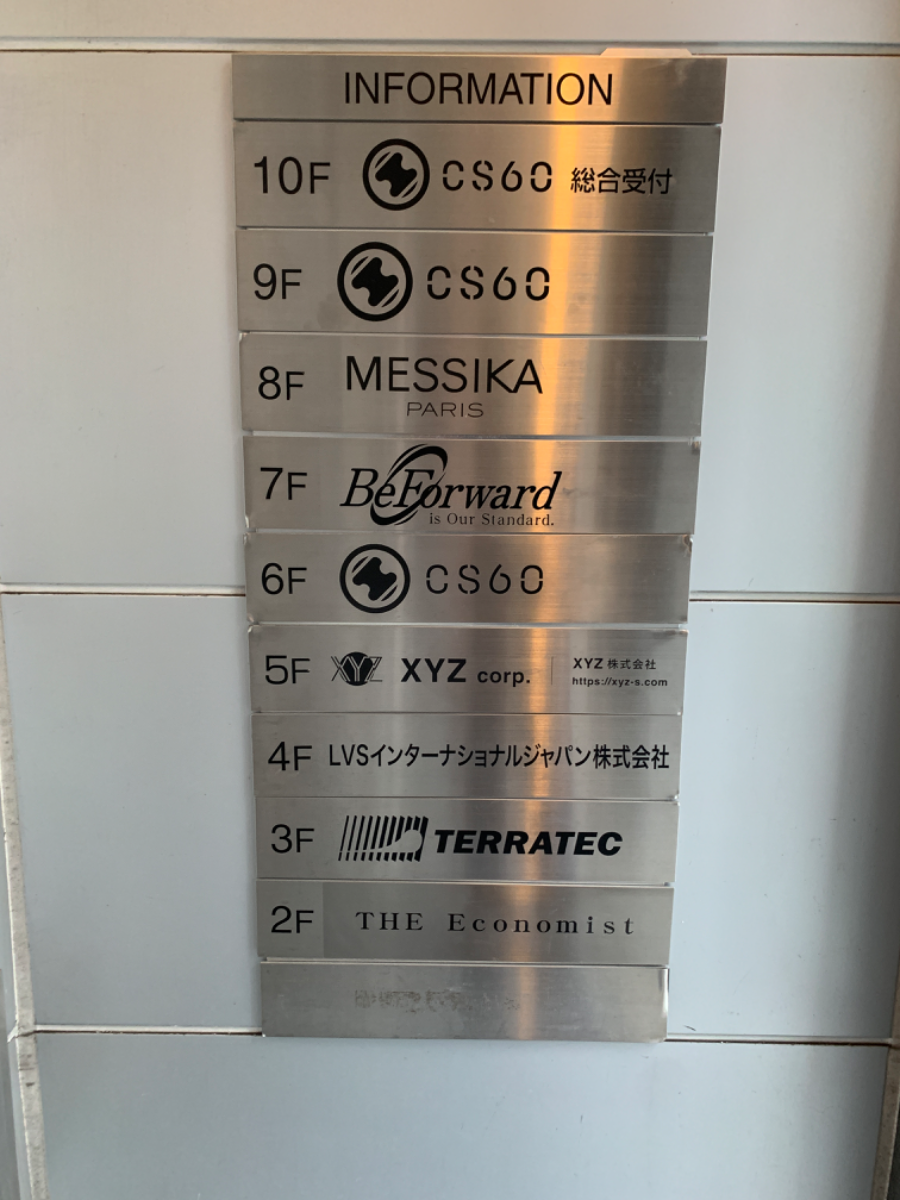 INFORMATION
10F CS60 総合受付
9F CS60
8F MESSIKA
PARIS
7F BeForward
is Our Standard.
6F CS60
5F XYZ XYZ corp. XYZ 株式会社
https://xyz-s.com
4F LVSインターナショナルジャパン株式会社
3F TERRATEC
2F THE Economist